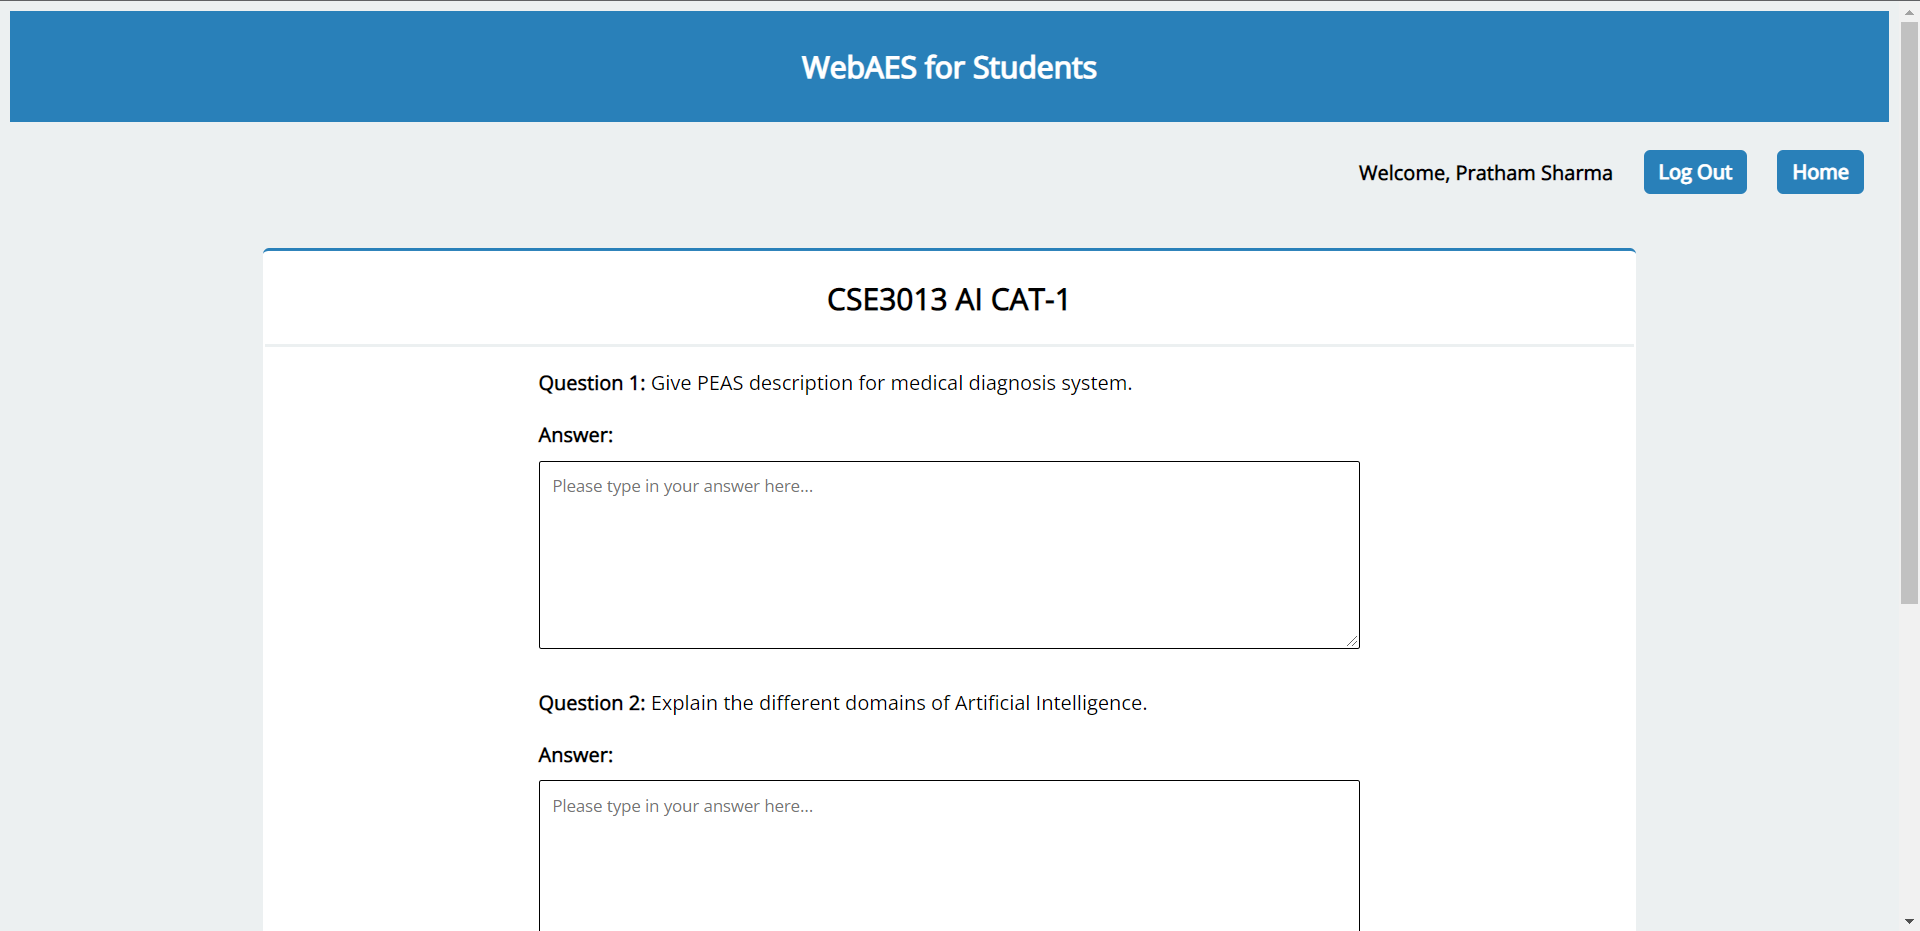 WebAES for Students
Welcome, Pratham Sharma
Log Out
Home
CSE3013 AI CAT-1
Question 1: Give PEAS description for medical diagnosis system.
Answer:
Please type in your answer here...
Question 2: Explain the different domains of Artificial Intelligence.
Answer:
Please type in your answer here...